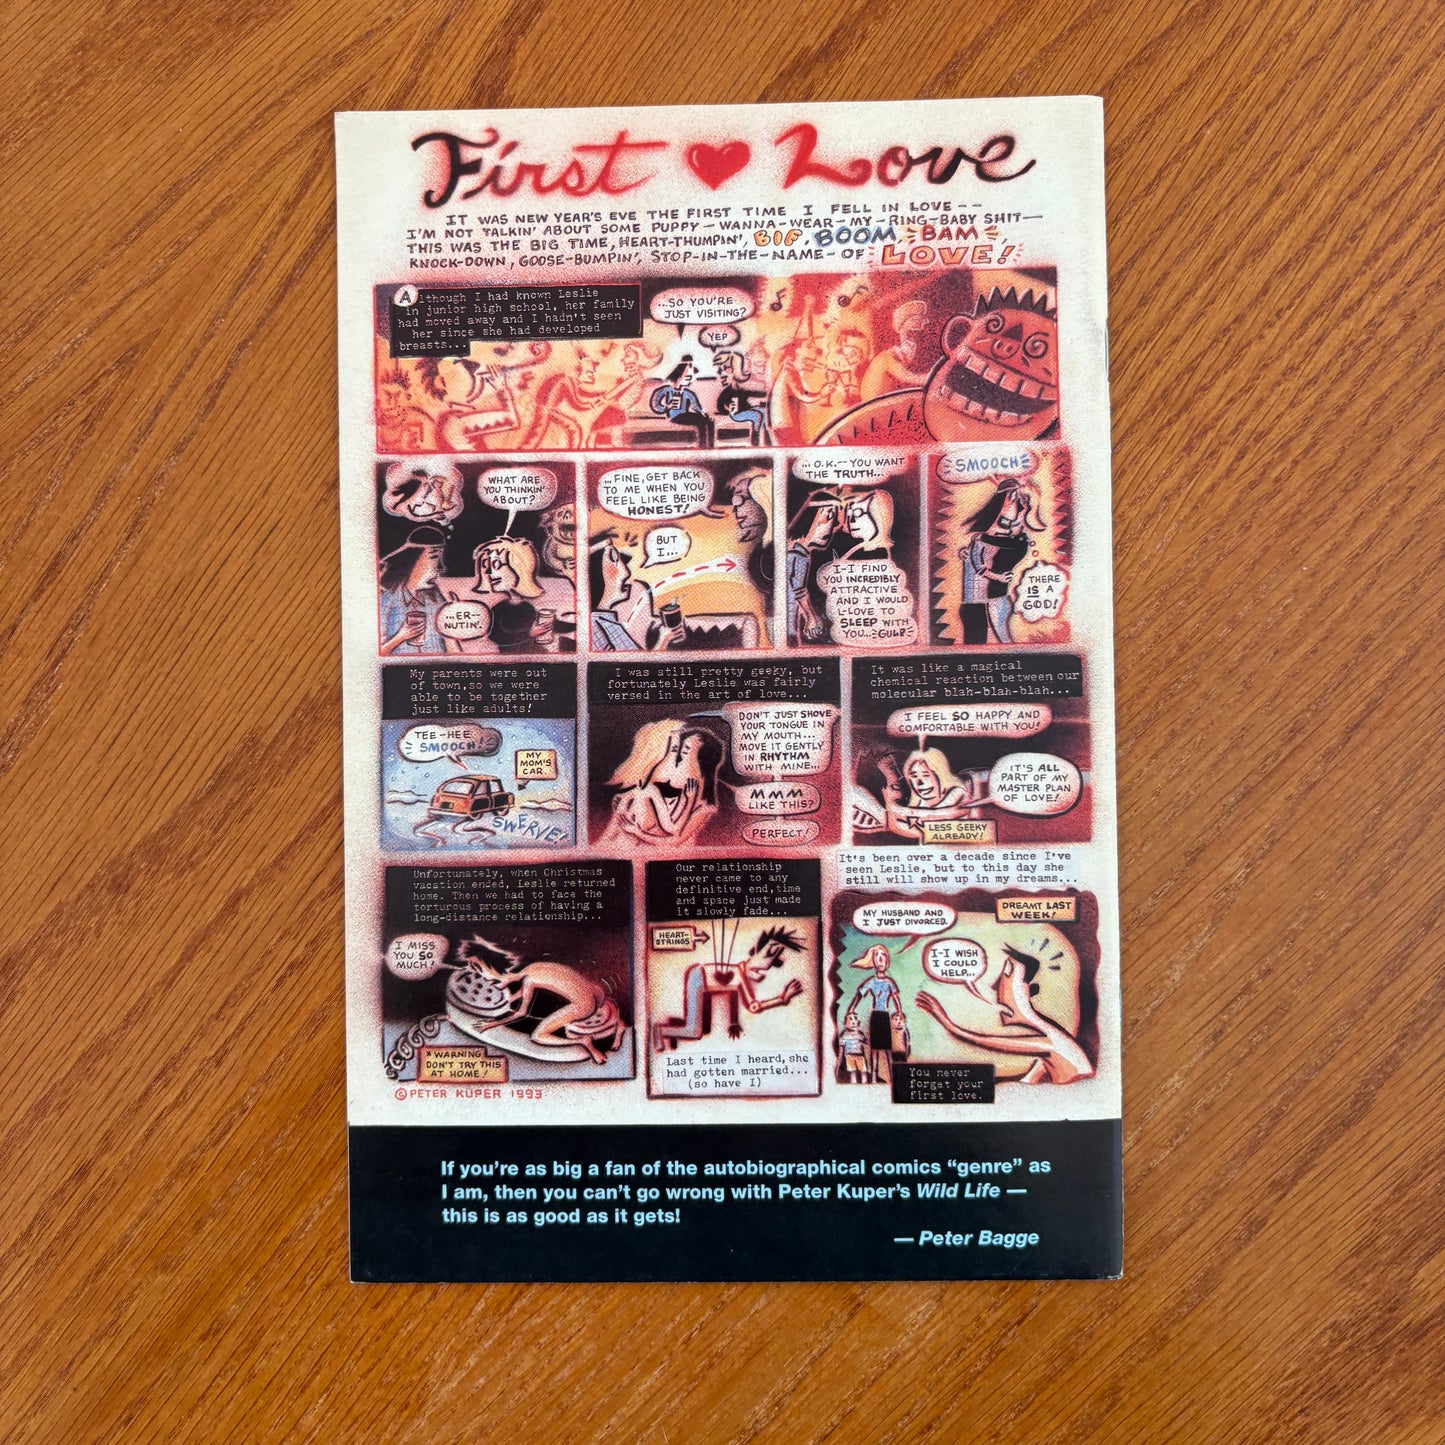 First Love
IT WAS NEW YEAR'S EVE THE FIRST TIME I FELL IN LOVE --
I'M NOT TALKIN' ABOUT SOME PUPPY-WANNA-WEAR-MY-RING-BABY SHIT—
THIS WAS THE BIG TIME, HEART-THUMPIN', BIF, BOOM, BAM,
KNOCK-DOWN, GOOSE-BUMPIN', STOP-IN-THE-NAME-OF LOVE!
Although I had known Leslie
in junior high school, her family
had moved away and I hadn't seen
her since she had developed
breasts...
...SO YOU'RE
JUST VISITING?
YEP
WHAT ARE
YOU THINKIN'
ABOUT?
...ER--
NUTIN'.
...FINE, GET BACK
TO ME WHEN YOU
FEEL LIKE BEING
HONEST!
BUT
I...
... O.K.-- YOU WANT
THE TRUTH...
I-I FIND
YOU INCREDIBLY
ATTRACTIVE
AND I WOULD
L-LOVE TO
SLEEP WITH
YOU...GULP
SMOOCH
THERE
IS A
GOD!
My parents were out
of town, so we were
able to be together
just like adults!
TEE-HEE
SMOOCH!
MY
MOM'S
CAR.
SWERVE!
I was still pretty geeky, but
fortunately Leslie was fairly
versed in the art of love...
DON'T JUST SHOVE
YOUR TONGUE IN
MY MOUTH...
MOVE IT GENTLY
IN RHYTHM
WITH MINE...
MMM
LIKE THIS?
PERFECT!
It was like a magical
chemical reaction between our
molecular blah-blah-blah...
I FEEL SO HAPPY AND
COMFORTABLE WITH YOU!
IT'S ALL
PART OF MY
MASTER PLAN
OF LOVE!
LESS GEEKY
ALREADY!
Unfortunately, when Christmas
vacation ended, Leslie returned
home. Then we had to face the
torturous process of having a
long-distance relationship...
I MISS
YOU SO
MUCH!
* WARNING
DON'T TRY THIS
AT HOME!
Our relationship
never came to any
definitive end, time
and space just made
it slowly fade...
HEART-
STRINGS
Last time I heard, she
had gotten married...
(so have I)
It's been over a decade since I've
seen Leslie, but to this day she
still will show up in my dreams...
DREAMT LAST
WEEK!
MY HUSBAND AND
I JUST DIVORCED.
I-I WISH
I COULD
HELP...
You never
forget your
first love.
© PETER KUPER 1993
If you're as big a fan of the autobiographical comics “genre” as
I am, then you can't go wrong with Peter Kuper's Wild Life —
this is as good as it gets!
— Peter Bagge